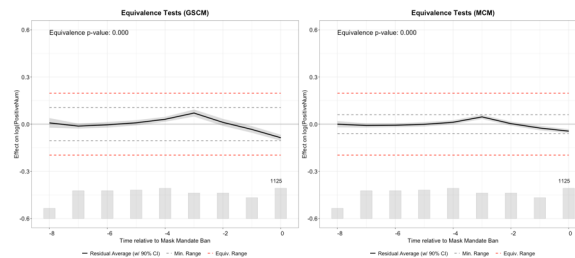 Equivalence Tests (GSCM)
Equivalence p-value: 0.000
Effect on log(PositiveNum)
0.6
0.3
0.0
-0.3
-0.6
1125
-8
-6
-4
-2
0
Time relative to Mask Mandate Ban
Residual Average (w/ 90% CI)
Min. Range
Equiv. Range
Equivalence Tests (MCM)
Equivalence p-value: 0.000
Effect on log(PositiveNum)
0.6
0.3
0.0
-0.3
-0.6
1125
-8
-6
-4
-2
0
Time relative to Mask Mandate Ban
Residual Average (w/ 90% CI)
Min. Range
Equiv. Range